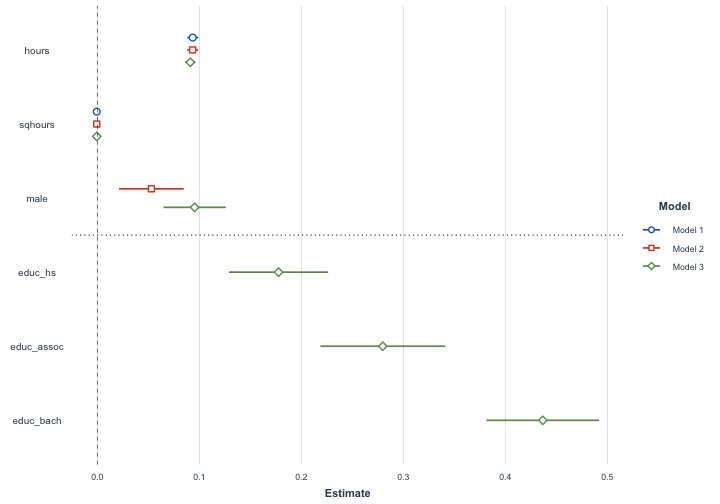 hours
sqhours
male
educ_hs
educ_assoc
educ_bach
0.0 0.1 0.2 0.3 0.4 0.5
Estimate
Model
Model 1
Model 2
Model 3